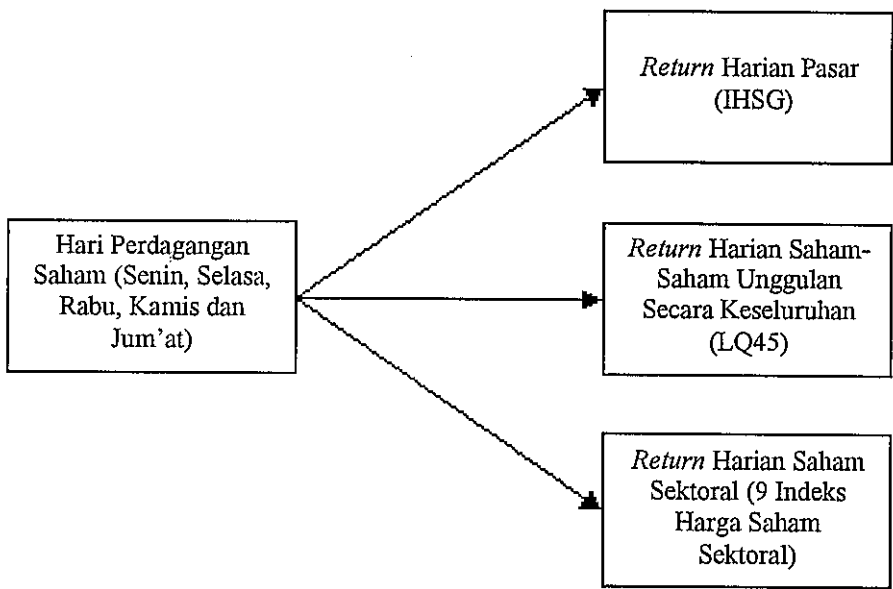 Return Harian Pasar
(IHSG)
Hari Perdagangan
Saham (Senin, Selasa,
Rabu, Kamis dan
Jum'at)
Return Harian Saham-
Saham Unggulan
Secara Keseluruhan
(LQ45)
Return Harian Saham
Sektoral (9 Indeks
Harga Saham
Sektoral)